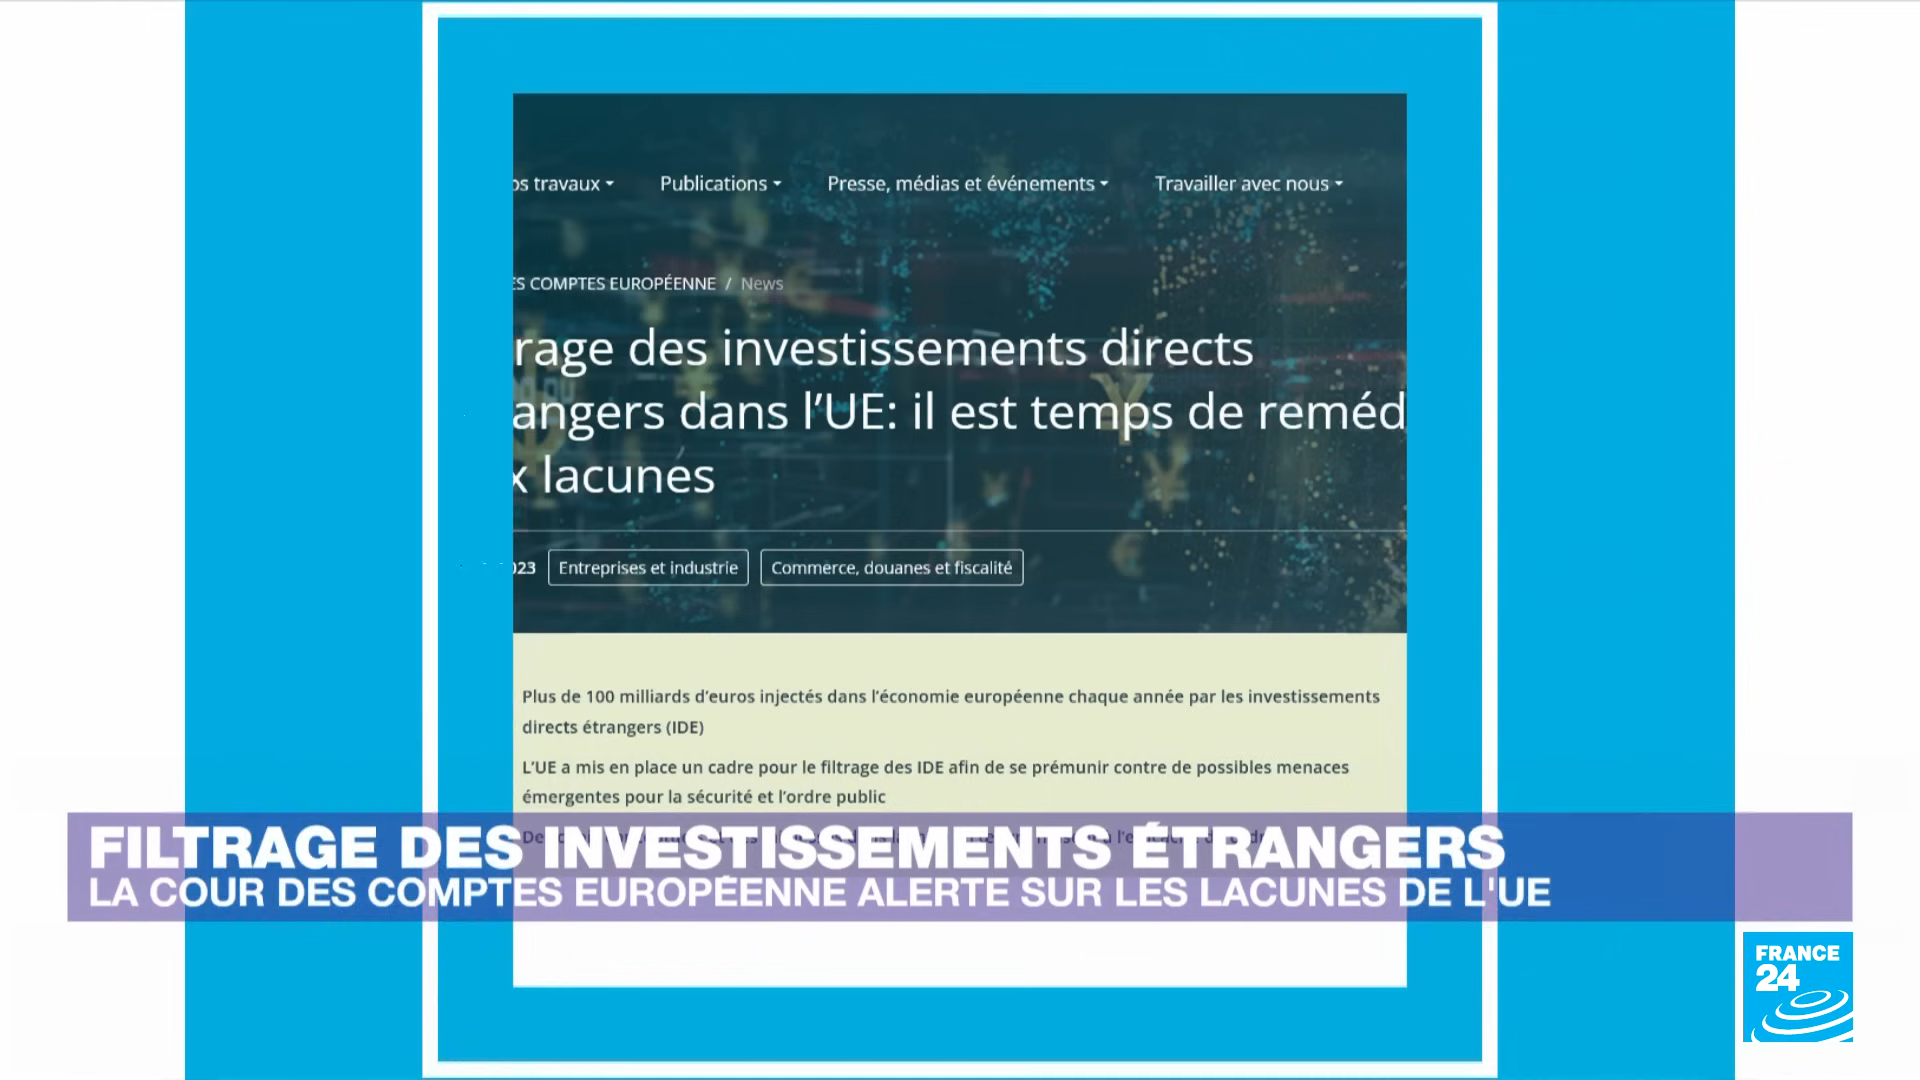 os travaux
Publications
Presse, médias et événements
Travailler avec nous
ES COMPTES EUROPÉENNE / News
rage des investissements directs
angers dans l’UE: il est temps de reméd
x lacunes
023
Entreprises et industrie
Commerce, douanes et fiscalité
Plus de 100 milliards d’euros injectés dans l’économie européenne chaque année par les investissements
directs étrangers (IDE)
L’UE a mis en place un cadre pour le filtrage des IDE afin de se prémunir contre de possibles menaces
émergentes pour la sécurité et l’ordre public
FILTRAGE DES INVESTISSEMENTS ÉTRANGERS
LA COUR DES COMPTES EUROPÉENNE ALERTE SUR LES LACUNES DE L'UE
FRANCE
24